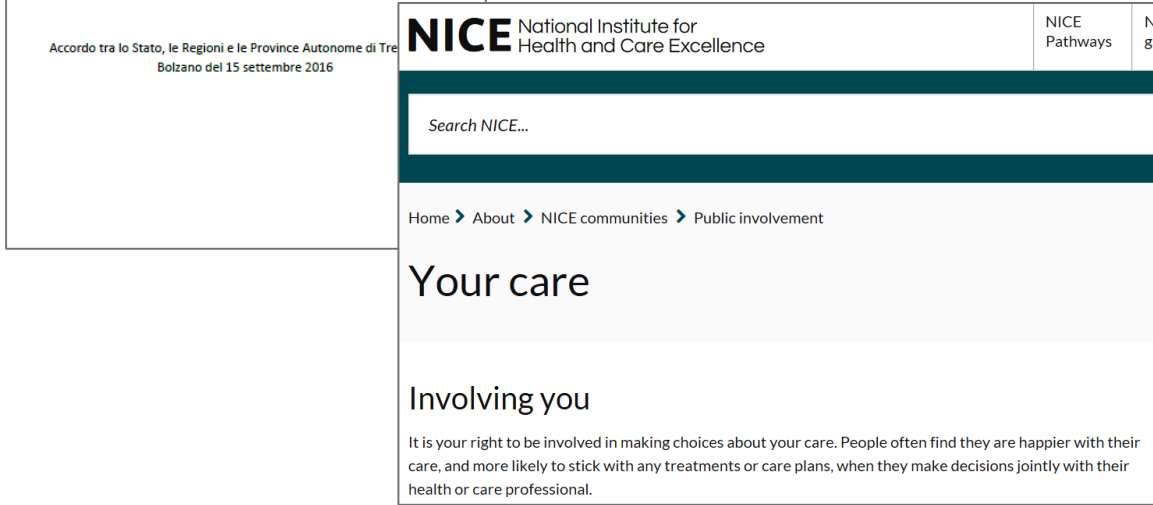 Accordo tra lo Stato, le Regioni e le Province Autonome di Tre
Bolzano del 15 settembre 2016
NICE National Institute for
Health and Care Excellence
NICE
Pathways
Search NICE...
Home > About > NICE communities > Public involvement
Your care
Involving you
It is your right to be involved in making choices about your care. People often find they are happier with their
care, and more likely to stick with any treatments or care plans, when they make decisions jointly with their
health or care professional.